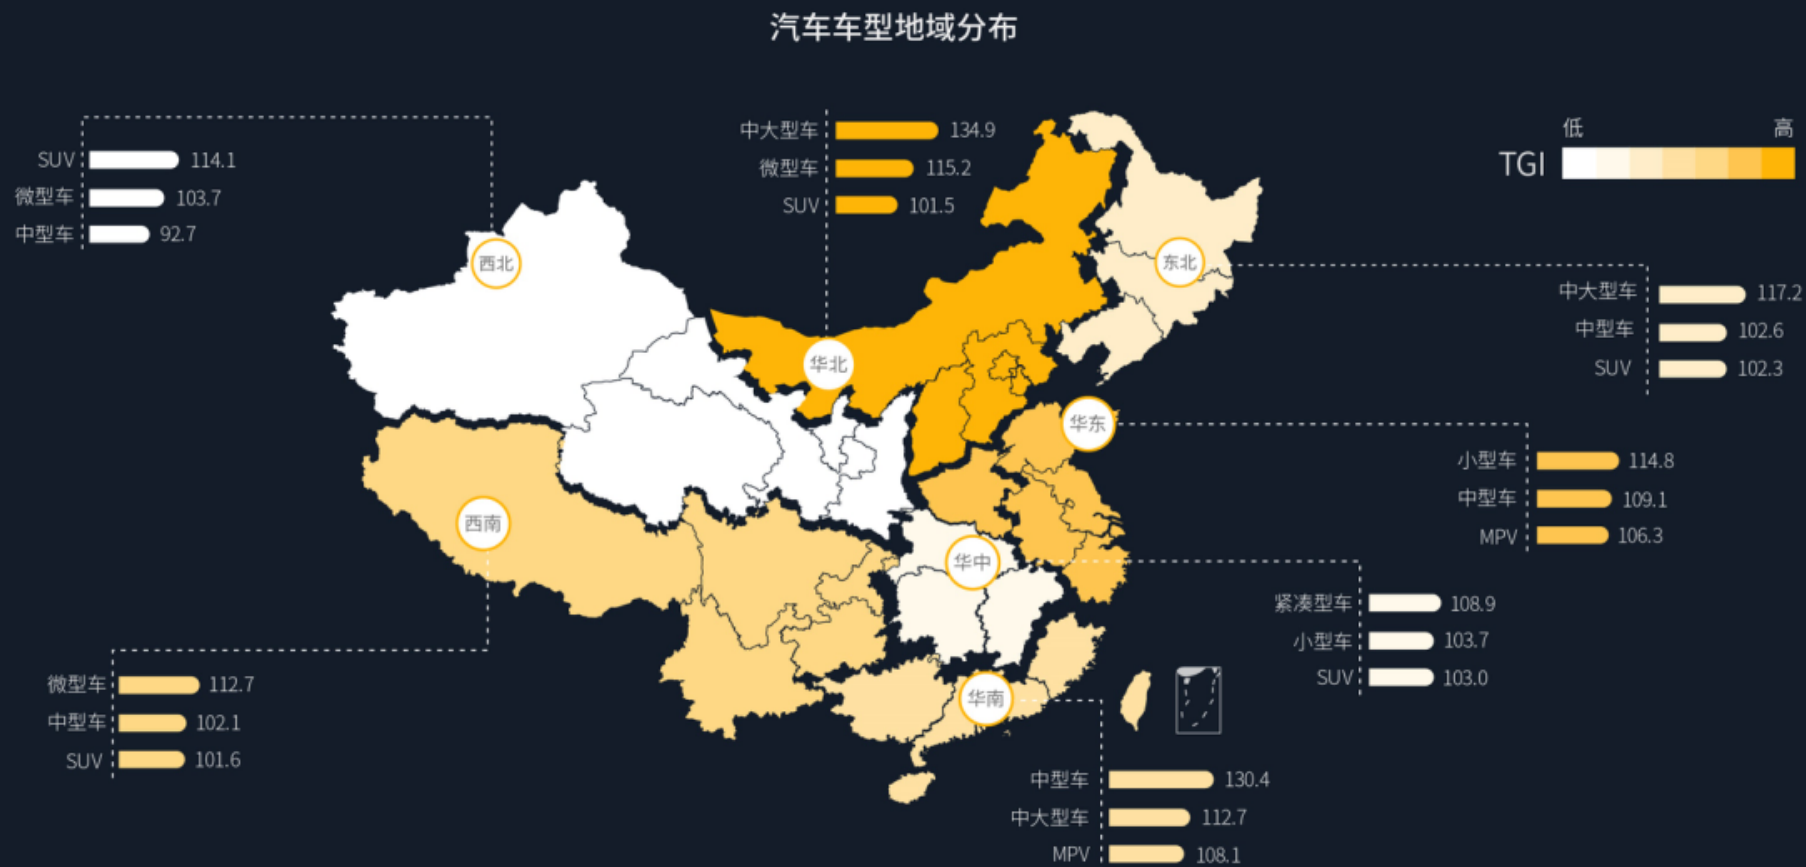 汽车车型地域分布
低 高
TGI
SUV 114.1
微型车 103.7
中型车 92.7
中大型车 134.9
微型车 115.2
SUV 101.5
西北
东北
中大型车 117.2
中型车 102.6
SUV 102.3
华北
华东
小型车 114.8
中型车 109.1
MPV 106.3
西南
华中
紧凑型车 108.9
小型车 103.7
SUV 103.0
微型车 112.7
中型车 102.1
SUV 101.6
华南
中型车 130.4
中大型车 112.7
MPV 108.1